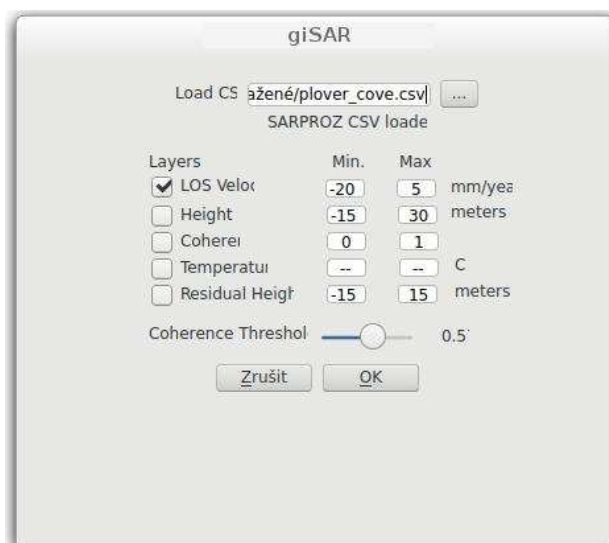 giSAR
Load CS ažené/plover_cove.csv ...
SARPROZ CSV loade
Layers Min. Max
LOS Veloc -20 5 mm/yea
Height -15 30 meters
Coherer 0 1
Temperatur -- -- C
Residual Heigh -15 15 meters
Coherence Threshol 0.5
Zrušit OK